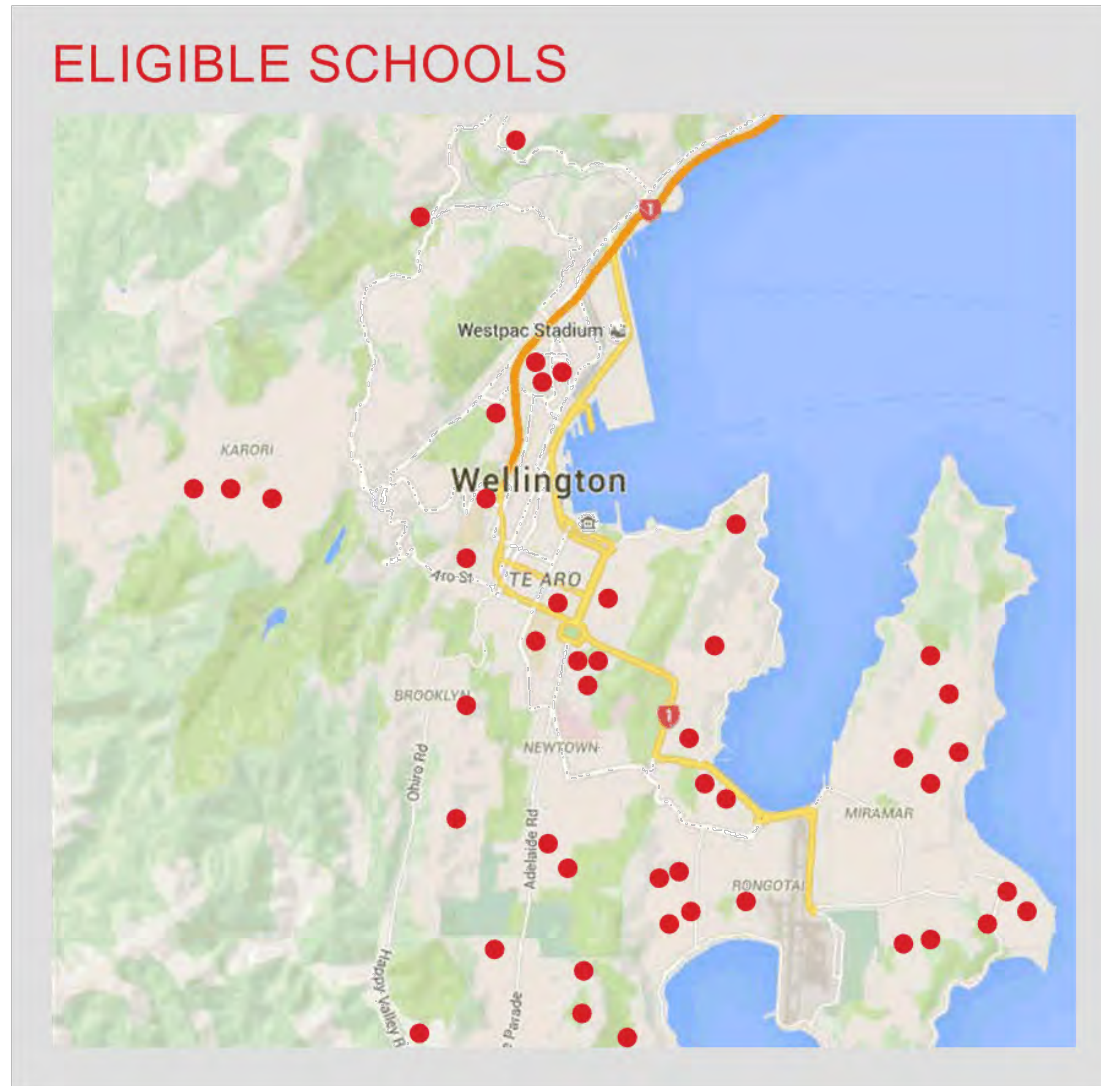 ELIGIBLE SCHOOLS
1
Westpac Stadium
KARORI
Wellington
Aro St
TE ARO
BROOKLYN
1
NEWTOWN
Ohiro Rd
MIRAMAR
Adelaide Rd
RONGOTAI
Happy Valley R
e Parade